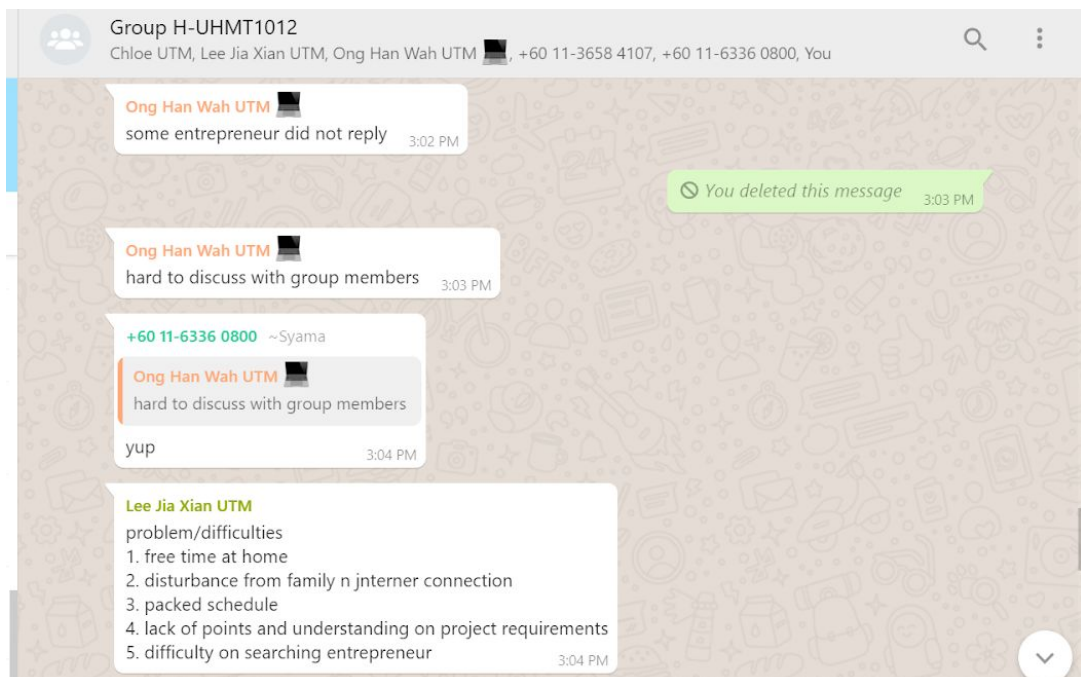 Group H-UHMT1012
Chloe UTM, Lee Jia Xian UTM, Ong Han Wah UTM 💻, +60 11-3658 4107, +60 11-6336 0800, You
Ong Han Wah UTM 💻
some entrepreneur did not reply 3:02 PM
You deleted this message 3:03 PM
Ong Han Wah UTM 💻
hard to discuss with group members 3:03 PM
+60 11-6336 0800 ~Syama
Ong Han Wah UTM 💻
hard to discuss with group members
yup 3:04 PM
Lee Jia Xian UTM
problem/difficulties
1. free time at home
2. disturbance from family n jnterner connection
3. packed schedule
4. lack of points and understanding on project requirements
5. difficulty on searching entrepreneur 3:04 PM